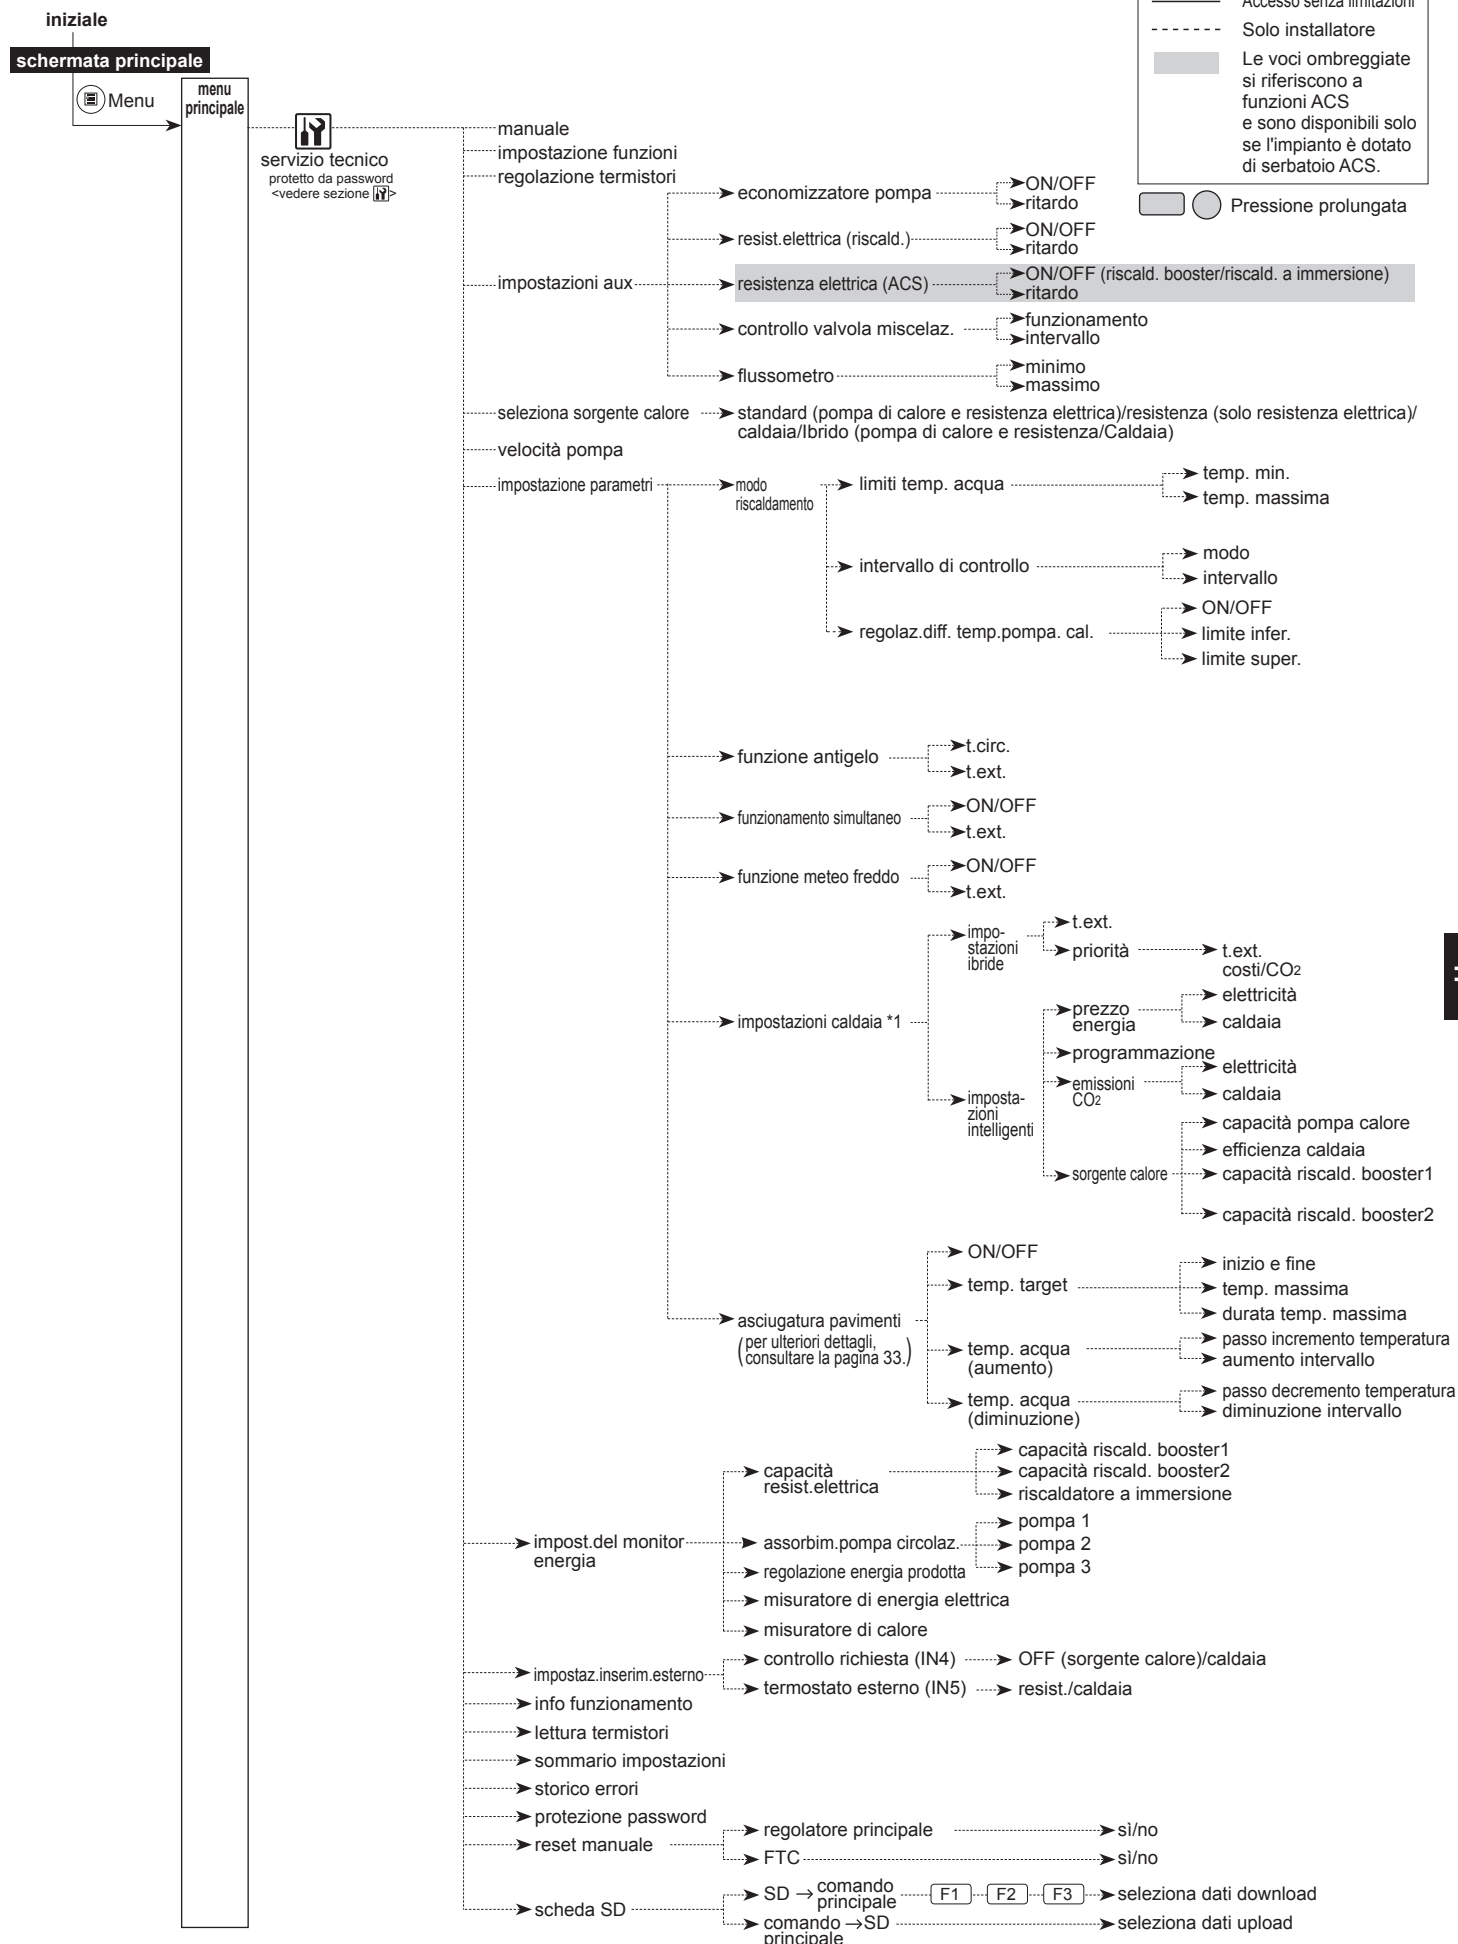 iniziale
schermata principale
Menu
menu
principale
servizio tecnico
protetto da password
<vedere sezione >
Accesso senza limitazioni
Solo installatore
Le voci ombreggiate
si riferiscono a
funzioni ACS
e sono disponibili solo
se l'impianto è dotato
di serbatoio ACS.
Pressione prolungata
manuale
impostazione funzioni
regolazione termistori
impostazioni aux
economizzatore pompa
ON/OFF
ritardo
resist.elettrica (riscald.)
ON/OFF
ritardo
resistenza elettrica (ACS)
ON/OFF (riscald. booster/riscald. a immersione)
ritardo
controllo valvola miscelaz.
funzionamento
intervallo
flussometro
minimo
massimo
seleziona sorgente calore
standard (pompa di calore e resistenza elettrica)/resistenza (solo resistenza elettrica)/
caldaia/Ibrido (pompa di calore e resistenza/Caldaia)
velocità pompa
impostazione parametri
modo
riscaldamento
limiti temp. acqua
temp. min.
temp. massima
intervallo di controllo
modo
intervallo
regolaz.diff. temp.pompa. cal.
ON/OFF
limite infer.
limite super.
funzione antigelo
t.circ.
t.ext.
funzionamento simultaneo
ON/OFF
t.ext.
funzione meteo freddo
ON/OFF
t.ext.
impostazioni caldaia *1
impo-
stazioni
ibride
t.ext.
priorità
t.ext.
costi/CO2
imposta-
zioni
intelligenti
prezzo
energia
elettricità
caldaia
programmazione
emissioni
CO2
elettricità
caldaia
sorgente calore
capacità pompa calore
efficienza caldaia
capacità riscald. booster1
capacità riscald. booster2
asciugatura pavimenti
(per ulteriori dettagli,
consultare la pagina 33.)
ON/OFF
temp. target
inizio e fine
temp. massima
durata temp. massima
temp. acqua
(aumento)
passo incremento temperatura
aumento intervallo
temp. acqua
(diminuzione)
passo decremento temperatura
diminuzione intervallo
impost.del monitor
energia
capacità
resist.elettrica
capacità riscald. booster1
capacità riscald. booster2
riscaldatore a immersione
assorbim.pompa circolaz.
pompa 1
pompa 2
pompa 3
regolazione energia prodotta
misuratore di energia elettrica
misuratore di calore
impostaz.inserim.esterno
controllo richiesta (IN4)
OFF (sorgente calore)/caldaia
termostato esterno (IN5)
resist./caldaia
info funzionamento
lettura termistori
sommario impostazioni
storico errori
protezione password
reset manuale
regolatore principale
sì/no
FTC
sì/no
scheda SD
SD → comando
principale
F1
F2
F3
seleziona dati download
comando →SD
principale
seleziona dati upload